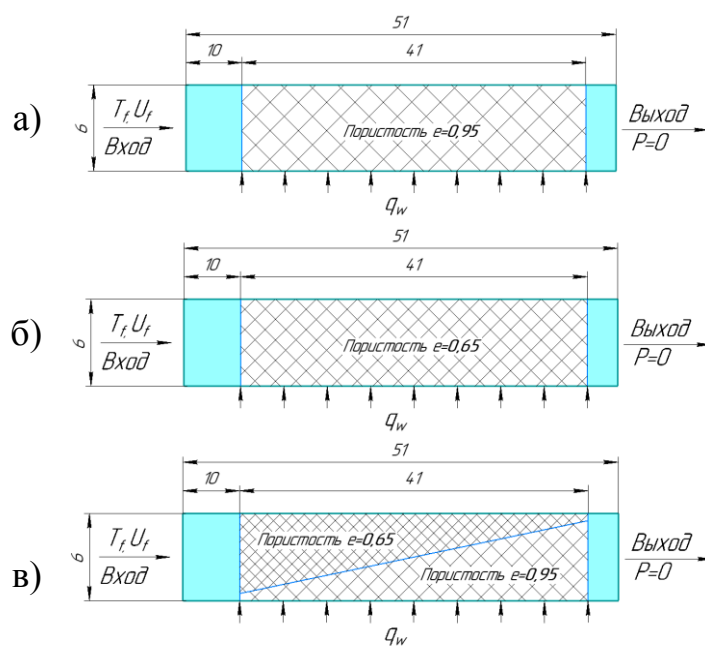 51
10 41
а)
6
T_f, U_f
Вход
Пористость e=0,95
Выход
P=0
q_w
51
10 41
б)
6
T_f, U_f
Вход
Пористость e=0,65
Выход
P=0
q_w
51
10 41
в)
6
T_f, U_f
Вход
Пористость e=0,65
Пористость e=0,95
Выход
P=0
q_w